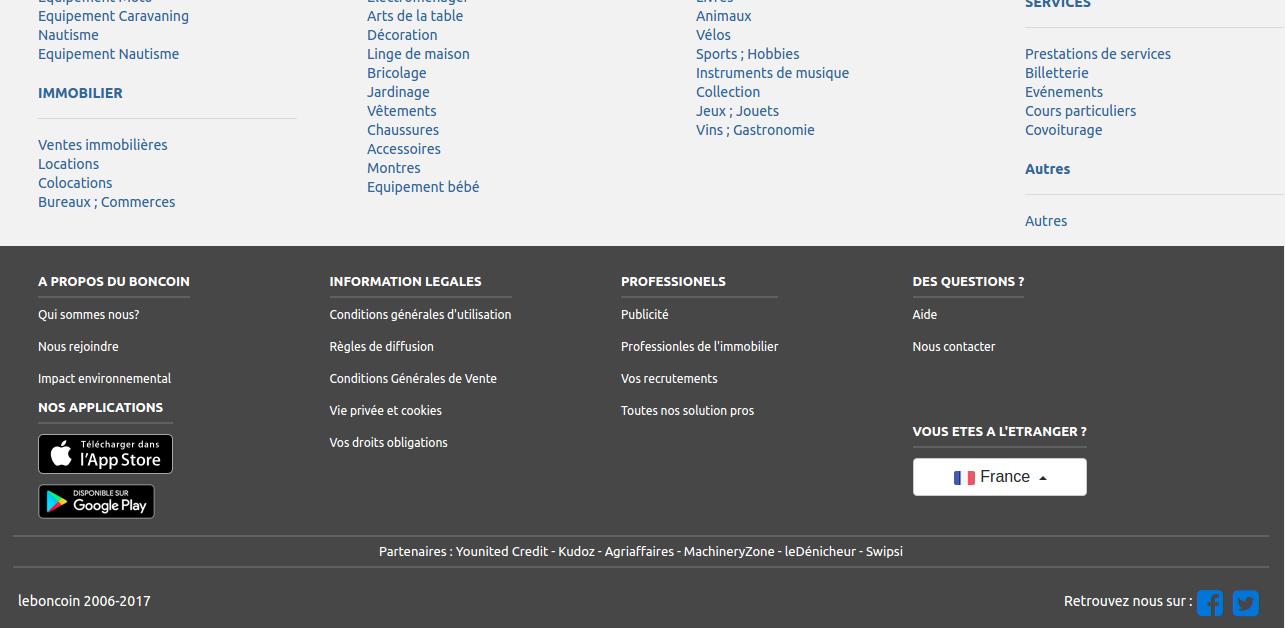 Equipement Moto
Equipement Caravaning
Nautisme
Equipement Nautisme
IMMOBILIER
Ventes immobilières
Locations
Colocations
Bureaux ; Commerces
Electroménager
Arts de la table
Décoration
Linge de maison
Bricolage
Jardinage
Vêtements
Chaussures
Accessoires
Montres
Equipement bébé
Livres
Animaux
Vélos
Sports ; Hobbies
Instruments de musique
Collection
Jeux ; Jouets
Vins ; Gastronomie
SERVICES
Prestations de services
Billetterie
Evénements
Cours particuliers
Covoiturage
Autres
Autres
A PROPOS DU BONCOIN
Qui sommes nous?
Nous rejoindre
Impact environnemental
NOS APPLICATIONS
Télécharger dans
l'App Store
DISPONIBLE SUR
Google Play
INFORMATION LEGALES
Conditions générales d'utilisation
Règles de diffusion
Conditions Générales de Vente
Vie privée et cookies
Vos droits obligations
PROFESSIONELS
Publicité
Professionles de l'immobilier
Vos recrutements
Toutes nos solution pros
DES QUESTIONS ?
Aide
Nous contacter
VOUS ETES A L'ETRANGER ?
France
Partenaires : Younited Credit - Kudoz - Agriaffaires - MachineryZone - leDénicheur - Swipsi
leboncoin 2006-2017
Retrouvez nous sur :